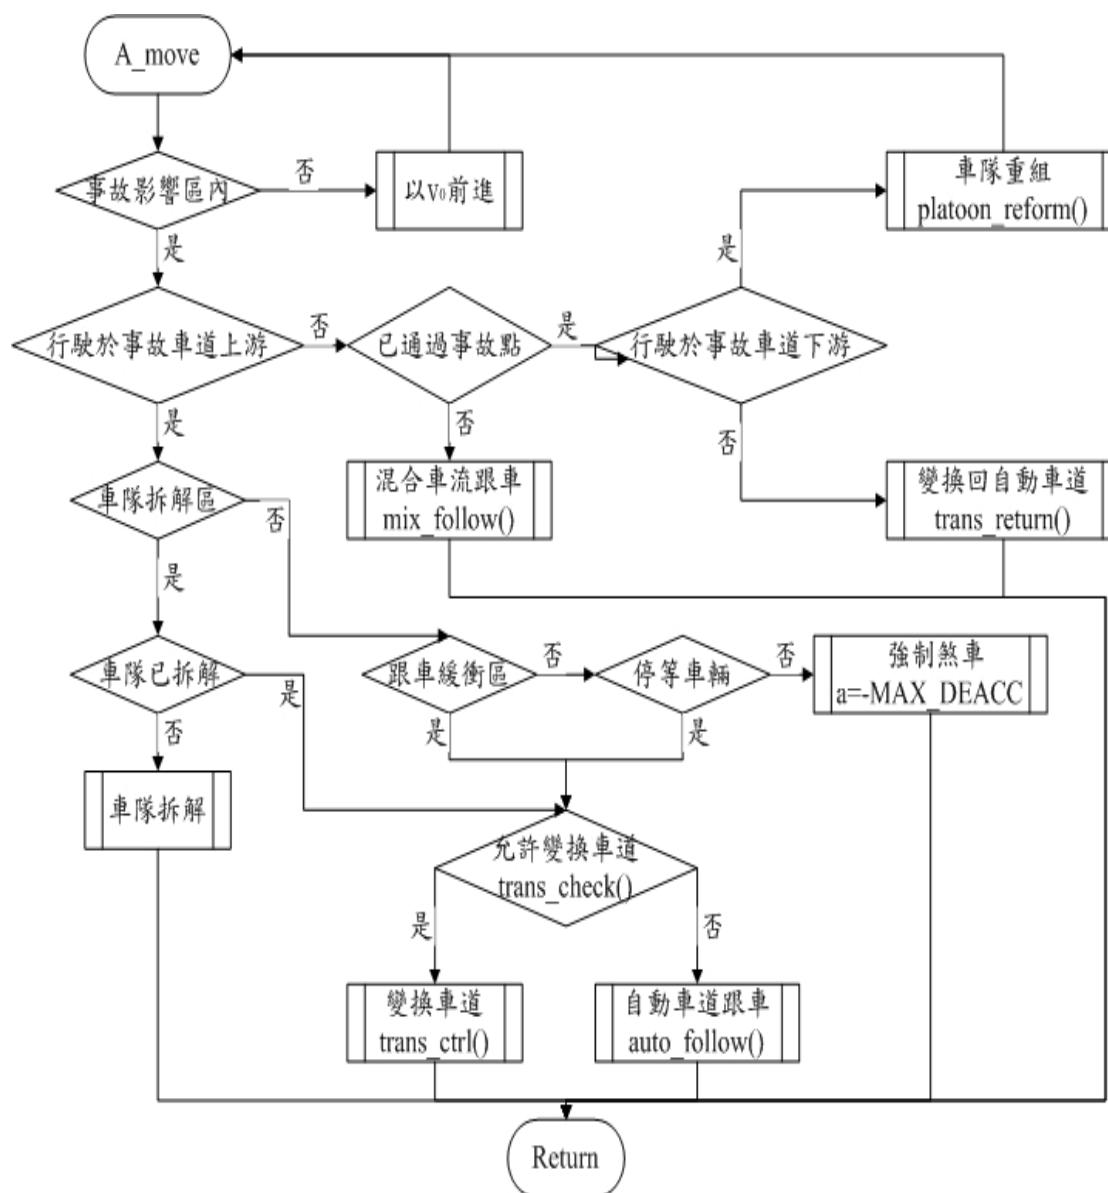 A_move
事故影響區內
否
以V₀前進
車隊重組
platoon_reform()
是
是
行駛於事故車道上游
否
已通過事故點
是
行駛於事故車道下游
是
否
否
車隊拆解區
否
混合車流跟車
mix_follow()
變換回自動車道
trans_return()
是
車隊已拆解
是
跟車緩衝區
否
停等車輛
否
強制煞車
a=-MAX_DEACC
否
是
是
車隊拆解
允許變換車道
trans_check()
是
否
變換車道
trans_ctrl()
自動車道跟車
auto_follow()
Return